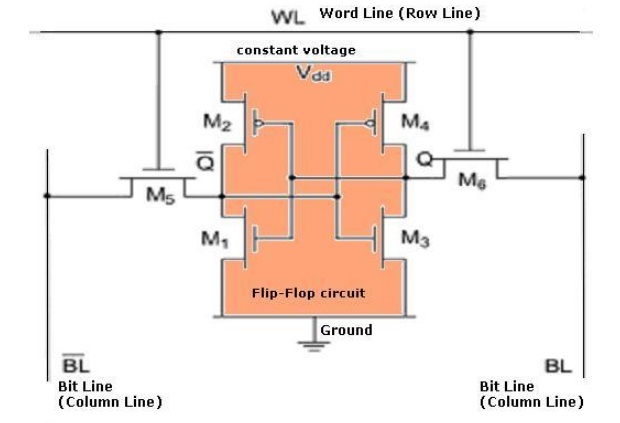 WL Word Line (Row Line)
constant voltage
Vdd
M2
M4
Q̅
Q
M5
M6
M1
M3
Flip-Flop circuit
Ground
B̅L̅
Bit Line
(Column Line)
BL
Bit Line
(Column Line)